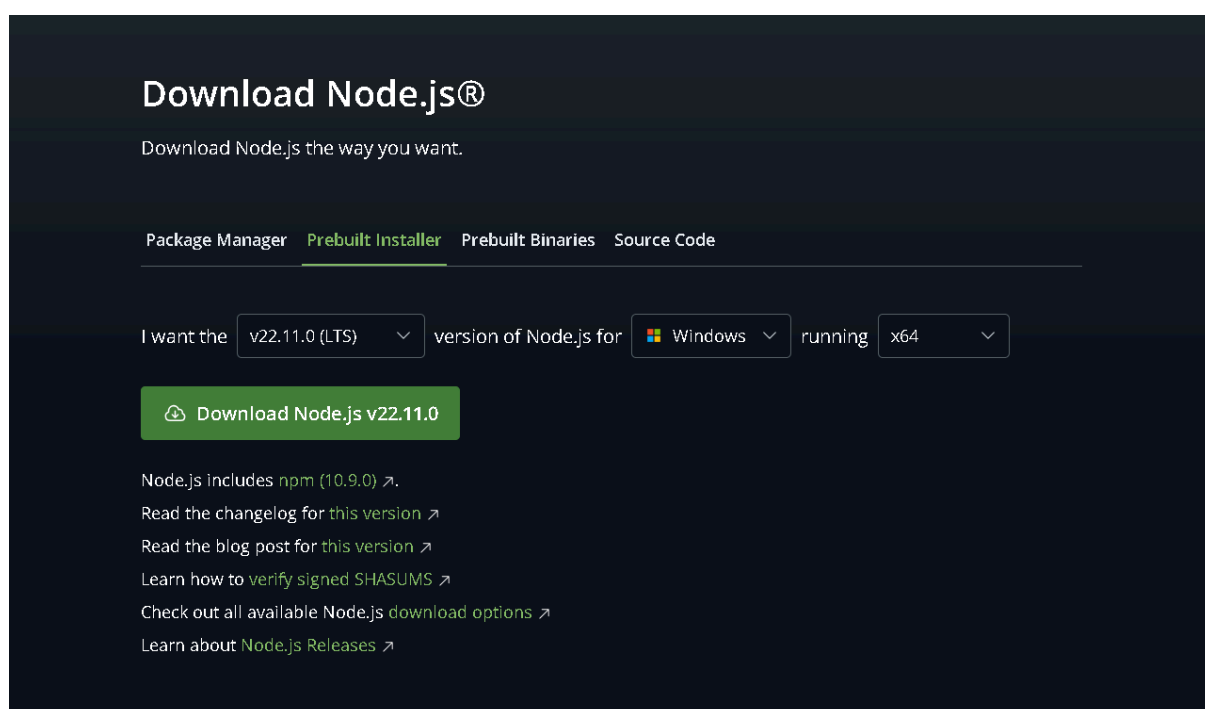 Download Node.js®
Download Node.js the way you want.
Package Manager Prebuilt Installer Prebuilt Binaries Source Code
I want the v22.11.0 (LTS) version of Node.js for Windows running x64
Download Node.js v22.11.0
Node.js includes npm (10.9.0) ↗.
Read the changelog for this version ↗
Read the blog post for this version ↗
Learn how to verify signed SHASUMS ↗
Check out all available Node.js download options ↗
Learn about Node.js Releases ↗